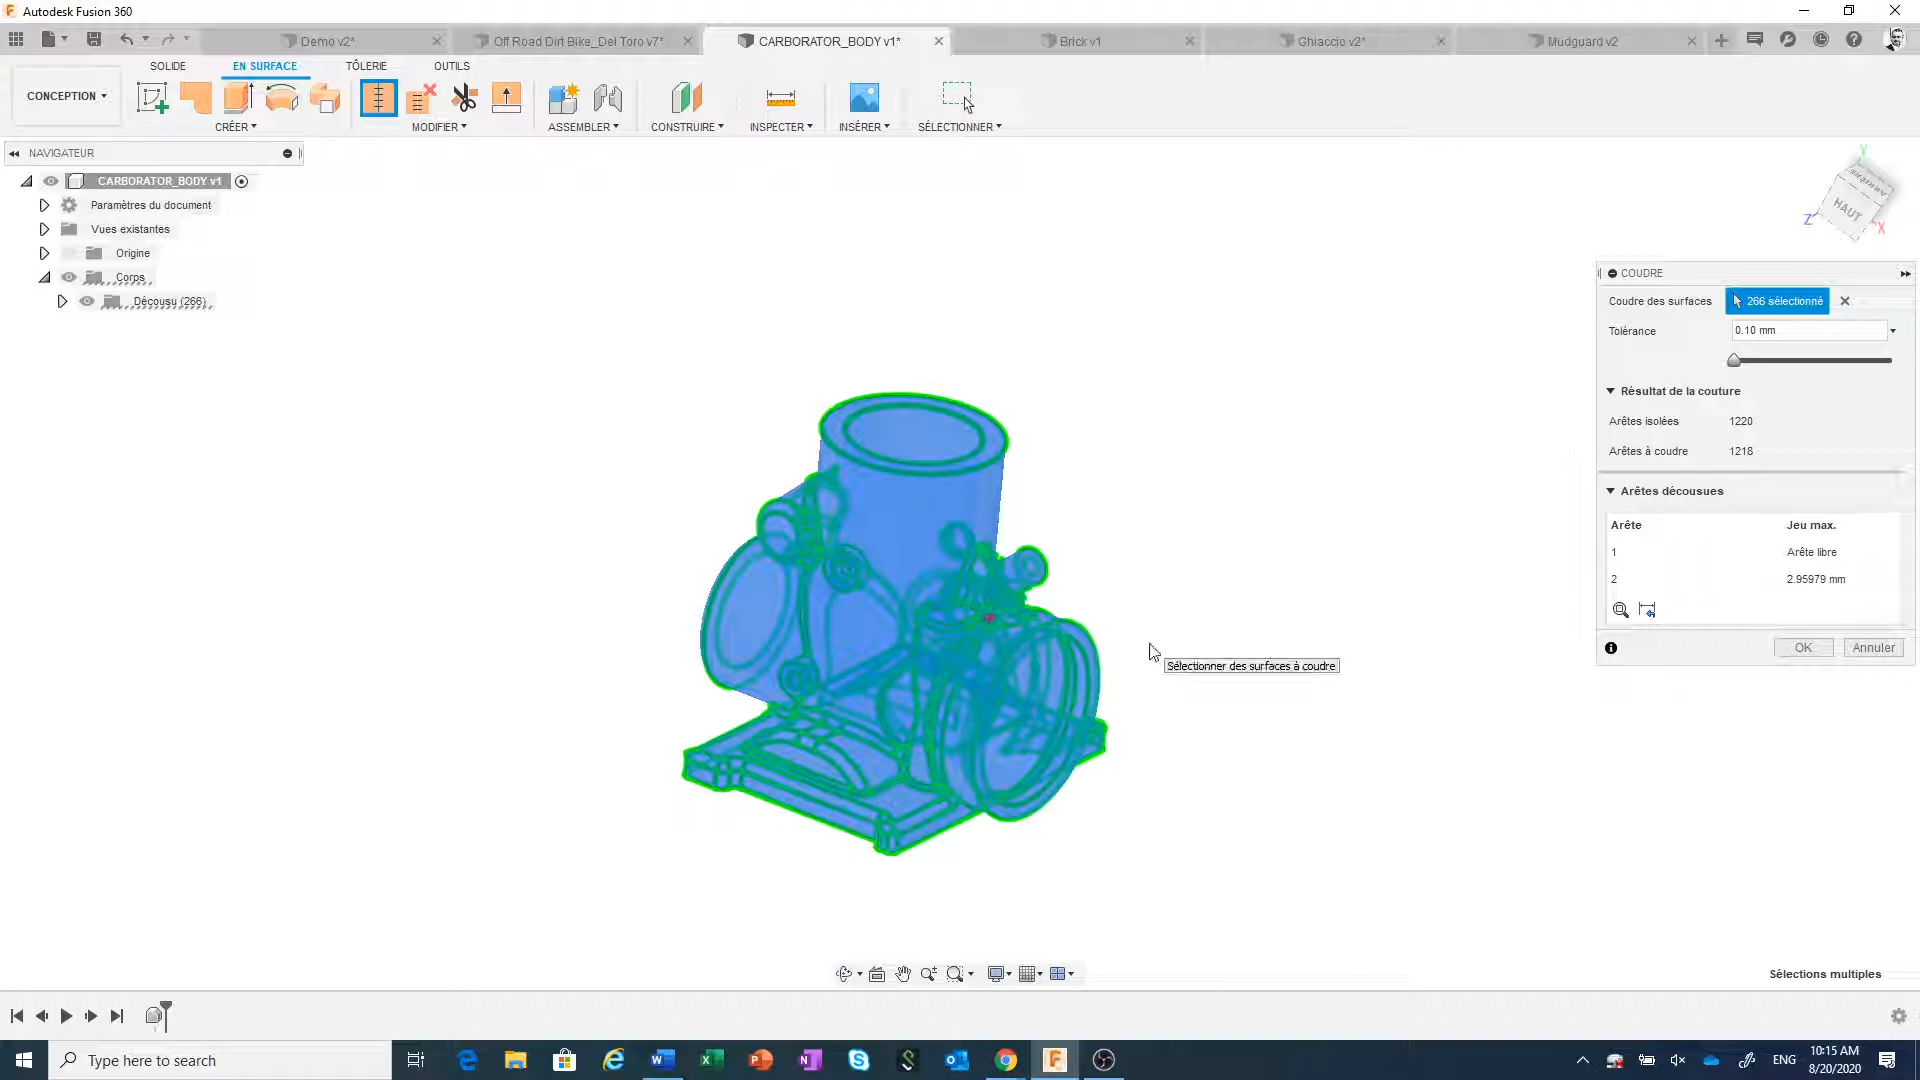 Autodesk Fusion 360
Demo v2*
Off Road Dirt Bike_Del Toro v7*
CARBORATOR_BODY v1*
Brick v1
Ghiaccio v2*
Mudguard v2
SOLIDE
EN SURFACE
TÔLERIE
OUTILS
CONCEPTION
CRÉER
MODIFIER
ASSEMBLER
CONSTRUIRE
INSPECTER
INSÉRER
SÉLECTIONNER
NAVIGATEUR
CARBORATOR_BODY v1
Paramètres du document
Vues existantes
Origine
Corps
Décousu (266)
Y
ARRIÈRE
HAUT
Z
X
COUDRE
Coudre des surfaces 266 sélectionné
Tolérance 0.10 mm
Résultat de la couture
Arêtes isolées 1220
Arêtes à coudre 1218
Arêtes décousues
Arête Jeu max.
1 Arête libre
2 2.95979 mm
OK Annuler
Sélectionner des surfaces à coudre
Sélections multiples
Type here to search
ENG
10:15 AM
8/20/2020